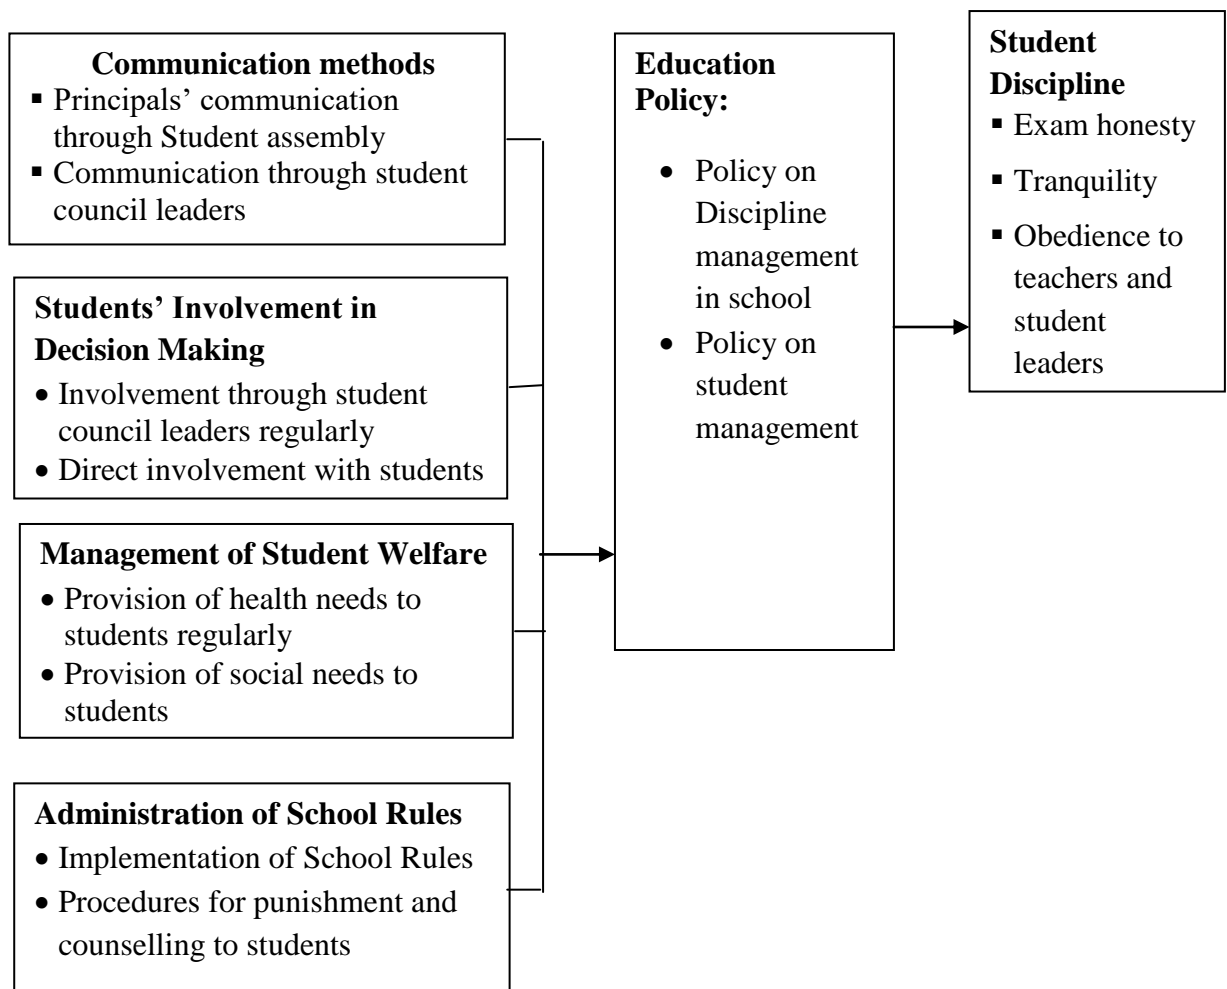 Communication methods
▪ Principals’ communication
through Student assembly
▪ Communication through student
council leaders
Students’ Involvement in
Decision Making
• Involvement through student
council leaders regularly
• Direct involvement with students
Management of Student Welfare
• Provision of health needs to
students regularly
• Provision of social needs to
students
Administration of School Rules
• Implementation of School Rules
• Procedures for punishment and
counselling to students
Education
Policy:
• Policy on
Discipline
management
in school
• Policy on
student
management
Student
Discipline
▪ Exam honesty
▪ Tranquility
▪ Obedience to
teachers and
student
leaders